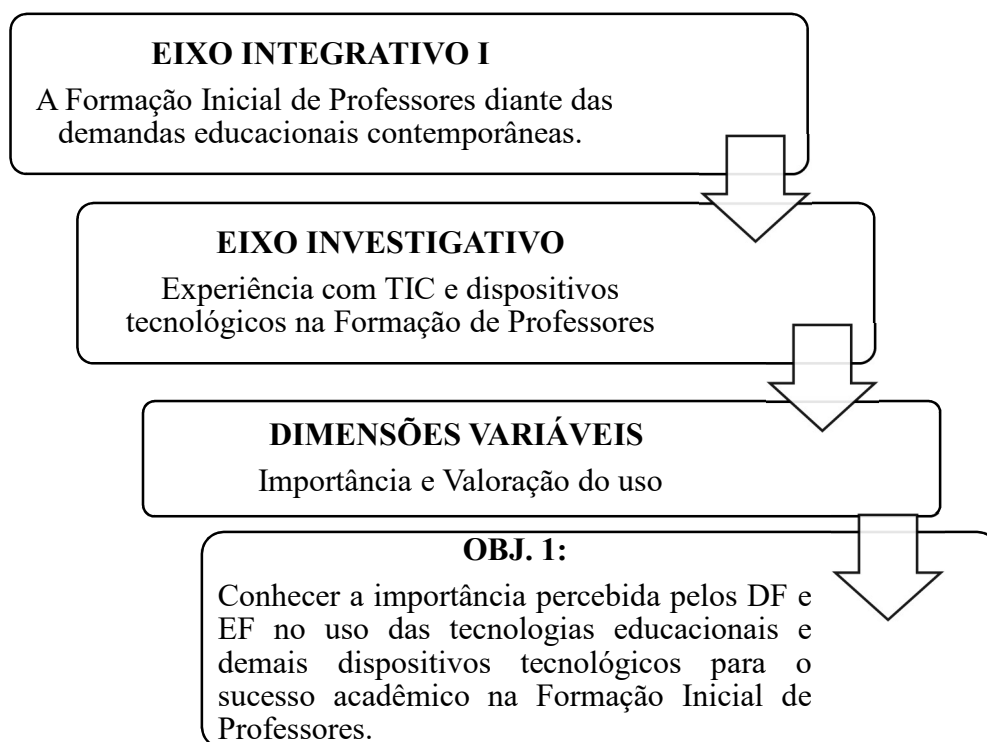 EIXO INTEGRATIVO I
A Formação Inicial de Professores diante das
demandas educacionais contemporâneas.
EIXO INVESTIGATIVO
Experiência com TIC e dispositivos
tecnológicos na Formação de Professores
DIMENSÕES VARIÁVEIS
Importância e Valoração do uso
OBJ. 1:
Conhecer a importância percebida pelos DF e
EF no uso das tecnologias educacionais e
demais dispositivos tecnológicos para o
sucesso acadêmico na Formação Inicial de
Professores.